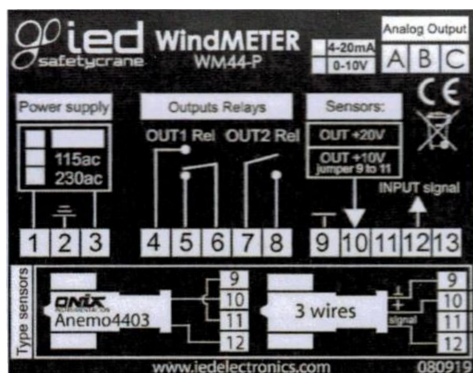 ied WindMETER
safetycrane WM44-P
4-20mA
0-10V
Analog Output
A B C
Power supply
115ac
230ac
Outputs Relays
OUT1 Rel OUT2 Rel
Sensors:
OUT +20V
OUT +10V
jumper 9 to 11
CE
INPUT signal
1 2 3
4 5 6 7 8
9 10 11 12 13
Type sensors
ONIX
INSTRUMENTATION
Anemo4403
9
10
11
12
3 wires
signal
9
10
11
12
www.iedelectronics.com 080919